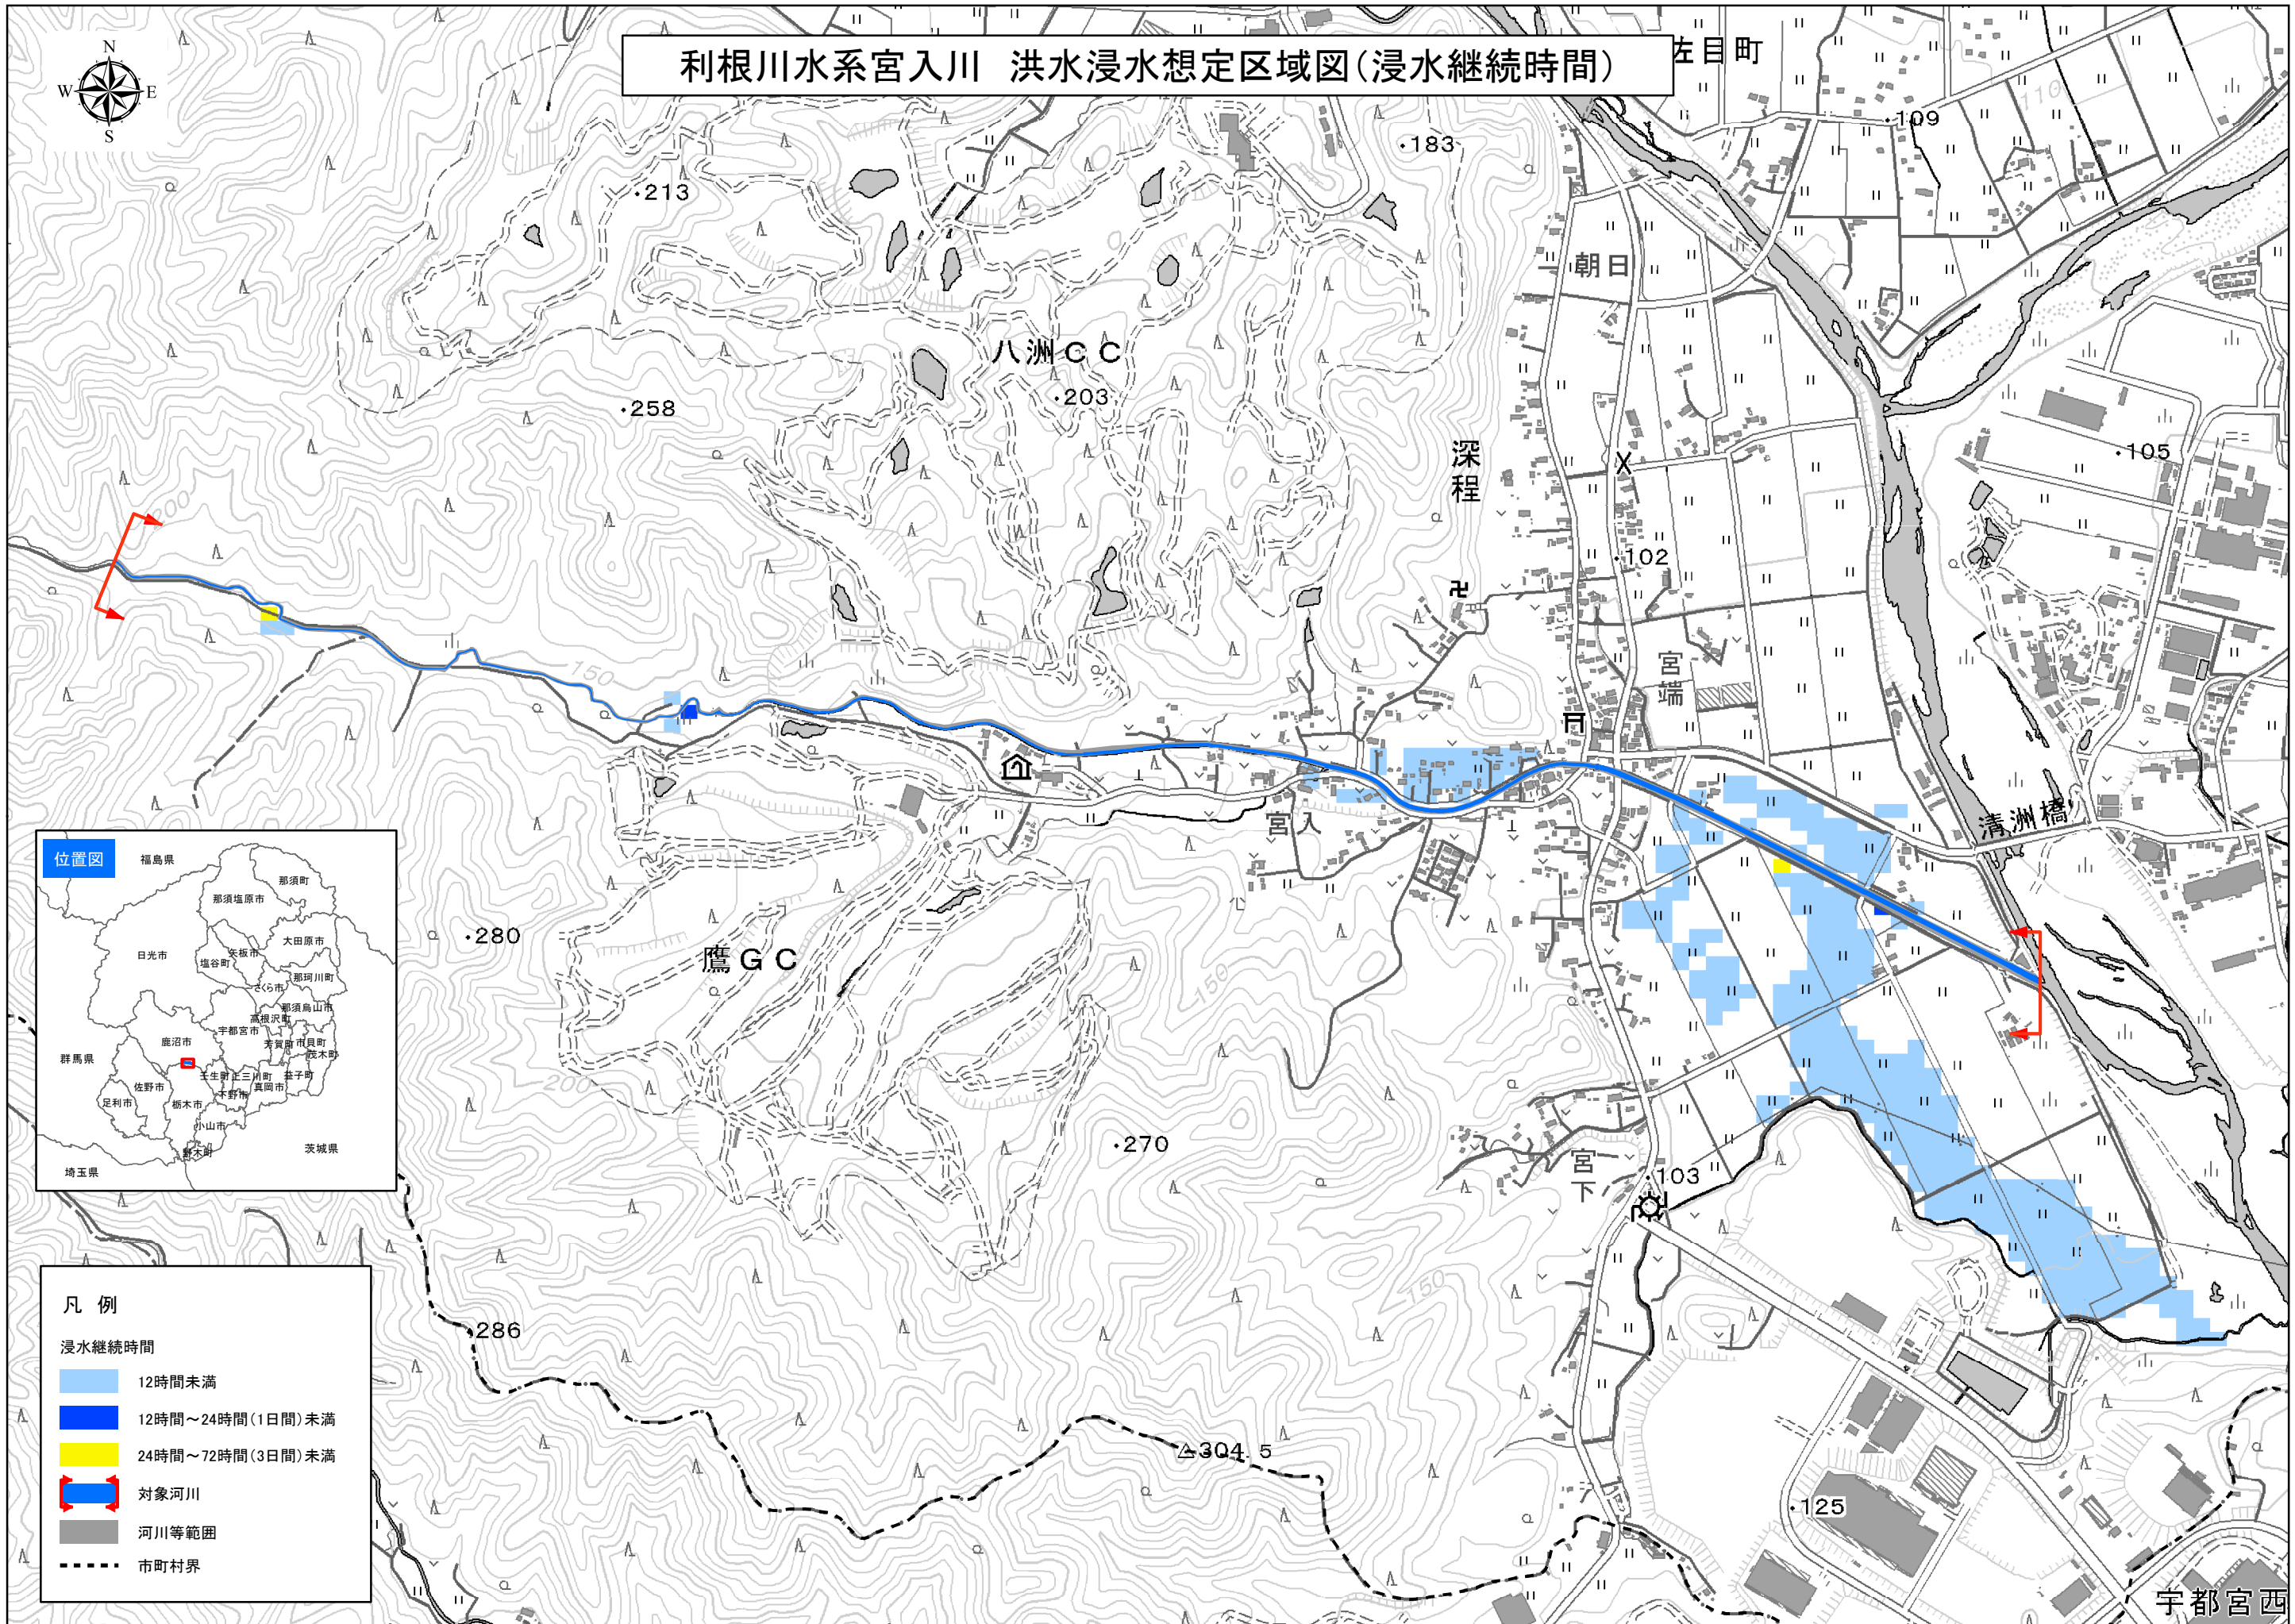 利根川水系宮入川 洪水浸水想定区域図(浸水継続時間)
佐目町
N
W E
S
109
110
183
213
朝日
八洲CC
203
258
深程
105
200
102
150
宮端
清洲橋
宮入
280
鷹GC
150
200
270
宮下
103
150
286
304.5
125
宇都宮西
位置図
福島県
那須町
那須塩原市
大田原市
日光市
矢板市
塩谷町
那珂川町
さくら市
那須烏山市
高根沢町
宇都宮市
鹿沼市
芳賀町
市貝町
茂木町
群馬県
壬生町
上三川町
益子町
佐野市
真岡市
下野市
足利市
栃木市
小山市
野木町
茨城県
埼玉県
凡 例
浸水継続時間
12時間未満
12時間~24時間(1日間)未満
24時間~72時間(3日間)未満
対象河川
河川等範囲
市町村界